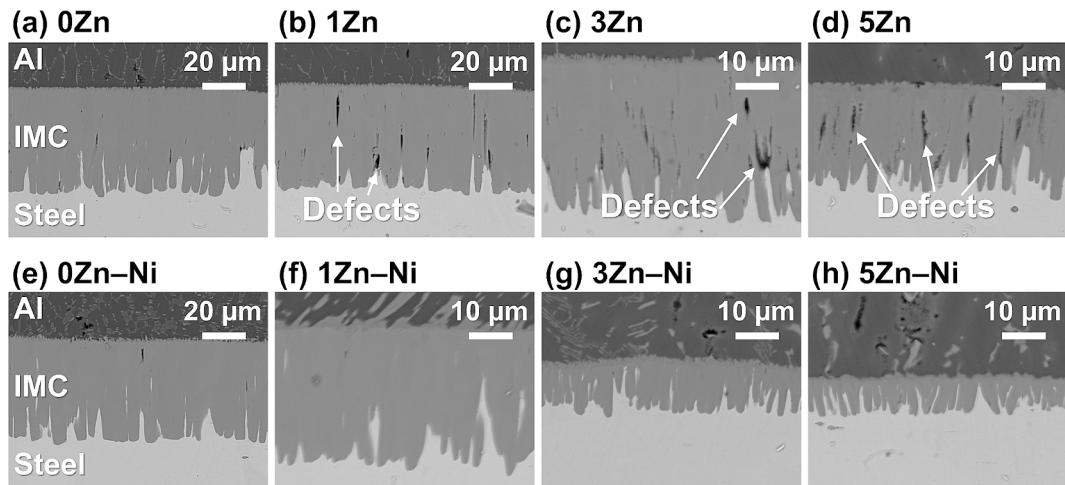 (a) 0Zn
(b) 1Zn
(c) 3Zn
(d) 5Zn
Al
20 µm
20 µm
10 µm
10 µm
IMC
Steel
Defects
Defects
Defects
(e) 0Zn–Ni
(f) 1Zn–Ni
(g) 3Zn–Ni
(h) 5Zn–Ni
Al
20 µm
10 µm
10 µm
10 µm
IMC
Steel